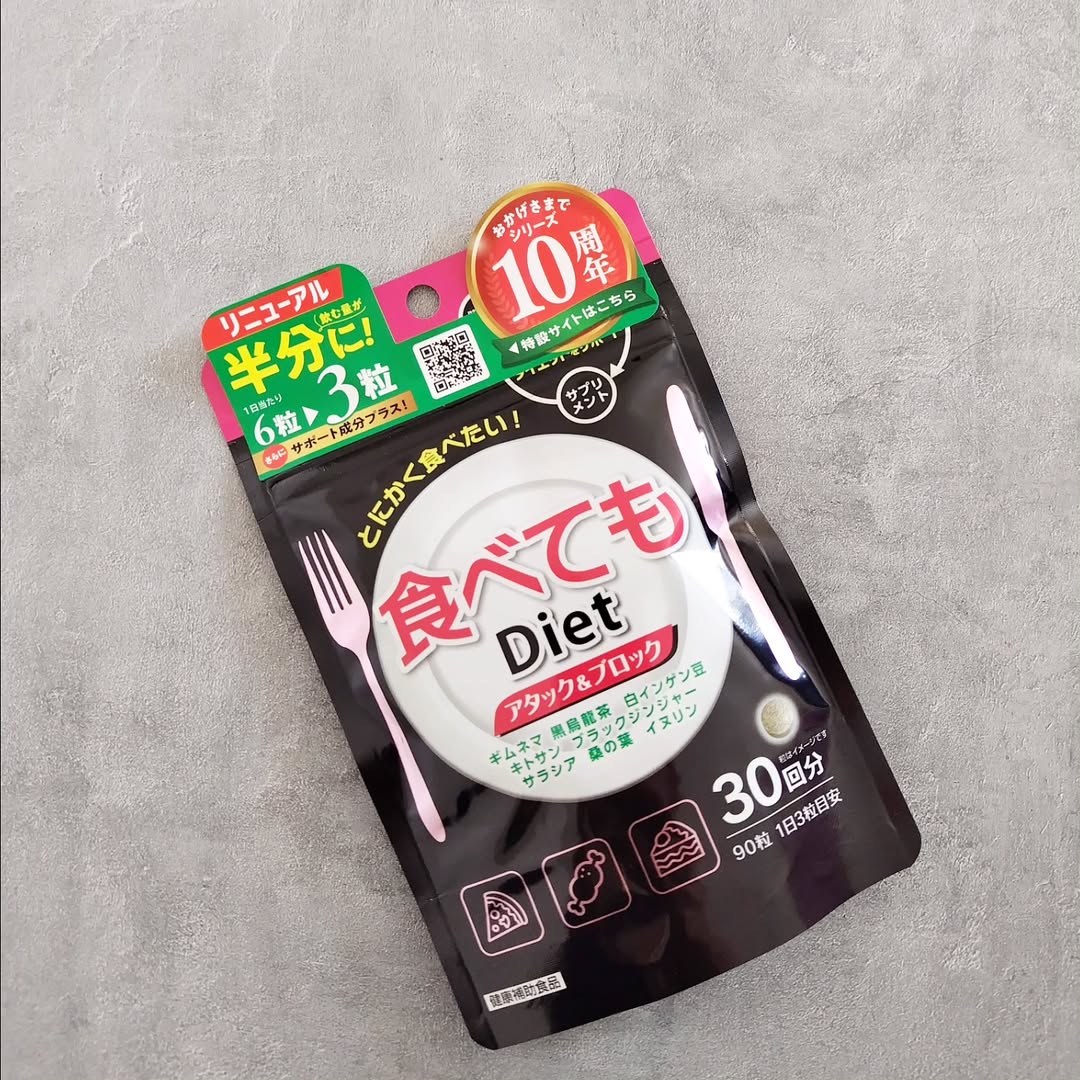 おかげさまで
シリーズ
10周年
◀特設サイトはこちら
リニューアル
飲む量が
半分に!
1日当たり
6粒▶3粒
さらに サポート成分プラス!
サプリ
メント
とにかく食べたい!
食べても
Diet
アタック&ブロック
ギムネマ 黒烏龍茶 白インゲン豆
キトサン ブラックジンジャー
サラシア 桑の葉 イヌリン
粒はイメージです
30回分
90粒 1日3粒目安
健康補助食品